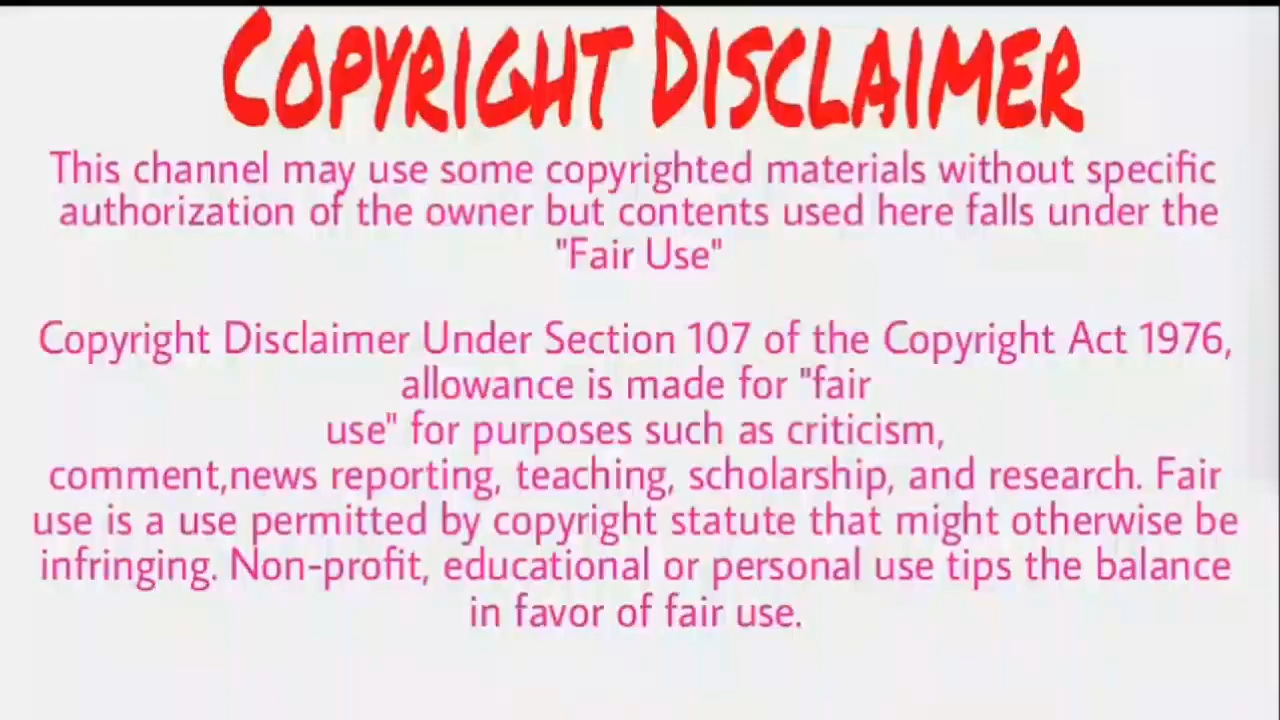 COPYRIGHT DISCLAIMER
This channel may use some copyrighted materials without specific
authorization of the owner but contents used here falls under the
"Fair Use"
Copyright Disclaimer Under Section 107 of the Copyright Act 1976,
allowance is made for "fair
use" for purposes such as criticism,
comment,news reporting, teaching, scholarship, and research. Fair
use is a use permitted by copyright statute that might otherwise be
infringing. Non-profit, educational or personal use tips the balance
in favor of fair use.